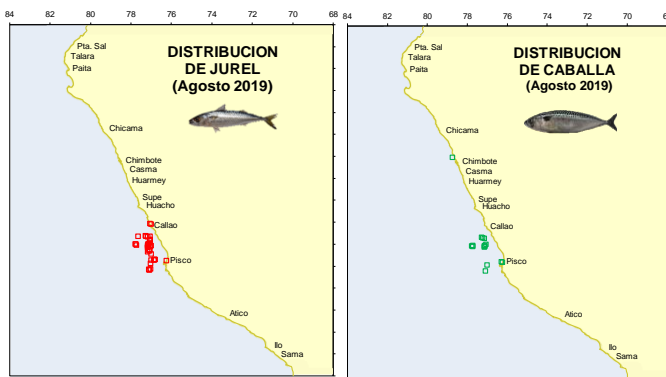 84 82 80 78 76 74 72 70 68
Pta. Sal
Talara
Paita
DISTRIBUCION
DE JUREL
(Agosto 2019)
Chicama
Chimbote
Casma
Huarmey
Supe
Huacho
Callao
Pisco
Atico
Ilo
Sama
84 82 80 78 76 74 72 70 68
Pta. Sal
Talara
Paita
DISTRIBUCION
DE CABALLA
(Agosto 2019)
Chicama
Chimbote
Casma
Huarmey
Supe
Huacho
Callao
Pisco
Atico
Ilo
Sama